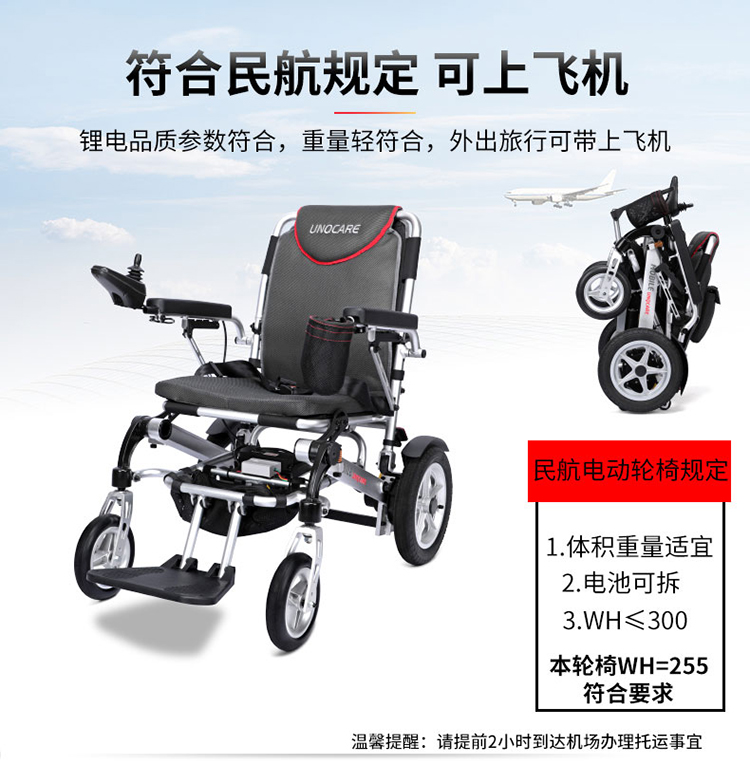 符合民航规定 可上飞机
锂电品质参数符合，重量轻符合，外出旅行可带上飞机
UNOCARE
MOBILE UNOCARE
民航电动轮椅规定
1.体积重量适宜
2.电池可拆
3.WH≤300
本轮椅WH=255
符合要求
温馨提醒：请提前2小时到达机场办理托运事宜